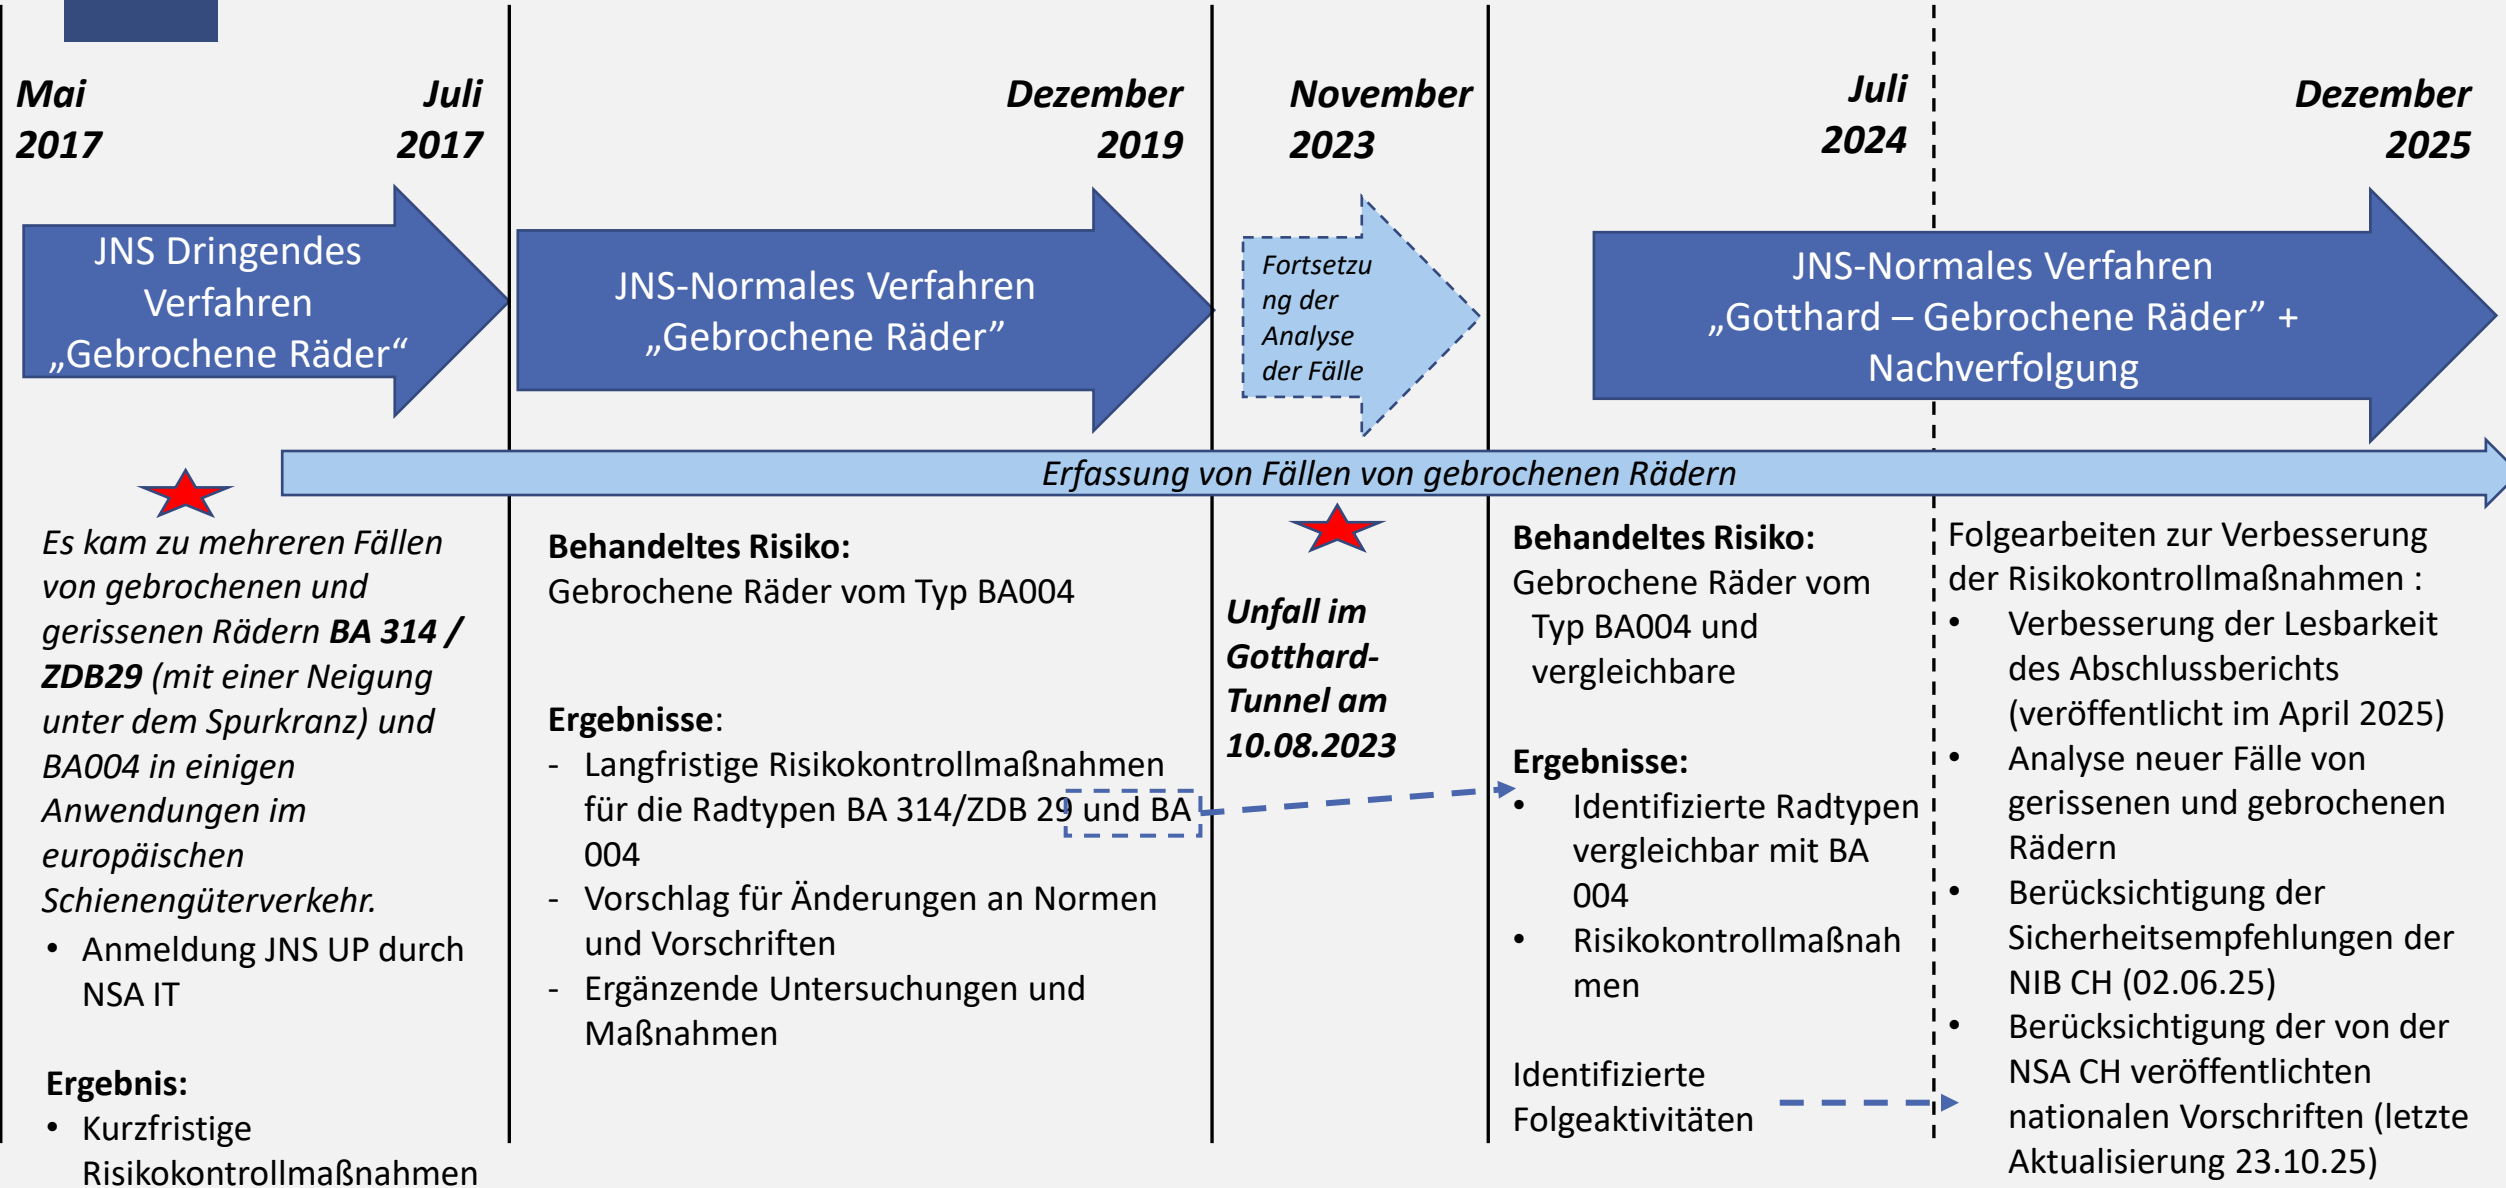 Mai
2017
Juli
2017
Dezember
2019
November
2023
Juli
2024
Dezember
2025
JNS Dringendes
Verfahren
„Gebrochene Räder“
JNS-Normales Verfahren
„Gebrochene Räder”
Fortsetzu
ng der
Analyse
der Fälle
JNS-Normales Verfahren
„Gotthard – Gebrochene Räder” +
Nachverfolgung
Erfassung von Fällen von gebrochenen Rädern
Es kam zu mehreren Fällen
von gebrochenen und
gerissenen Rädern BA 314 /
ZDB29 (mit einer Neigung
unter dem Spurkranz) und
BA004 in einigen
Anwendungen im
europäischen
Schienengüterverkehr.
• Anmeldung JNS UP durch
NSA IT
Ergebnis:
• Kurzfristige
Risikokontrollmaßnahmen
Behandeltes Risiko:
Gebrochene Räder vom Typ BA004
Ergebnisse:
- Langfristige Risikokontrollmaßnahmen
für die Radtypen BA 314/ZDB 29 und BA
004
- Vorschlag für Änderungen an Normen
und Vorschriften
- Ergänzende Untersuchungen und
Maßnahmen
Unfall im
Gotthard-
Tunnel am
10.08.2023
Behandeltes Risiko:
Gebrochene Räder vom
Typ BA004 und
vergleichbare
Ergebnisse:
• Identifizierte Radtypen
vergleichbar mit BA
004
• Risikokontrollmaßnah
men
Identifizierte
Folgeaktivitäten
Folgearbeiten zur Verbesserung
der Risikokontrollmaßnahmen :
• Verbesserung der Lesbarkeit
des Abschlussberichts
(veröffentlicht im April 2025)
• Analyse neuer Fälle von
gerissenen und gebrochenen
Rädern
• Berücksichtigung der
Sicherheitsempfehlungen der
NIB CH (02.06.25)
• Berücksichtigung der von der
NSA CH veröffentlichten
nationalen Vorschriften (letzte
Aktualisierung 23.10.25)